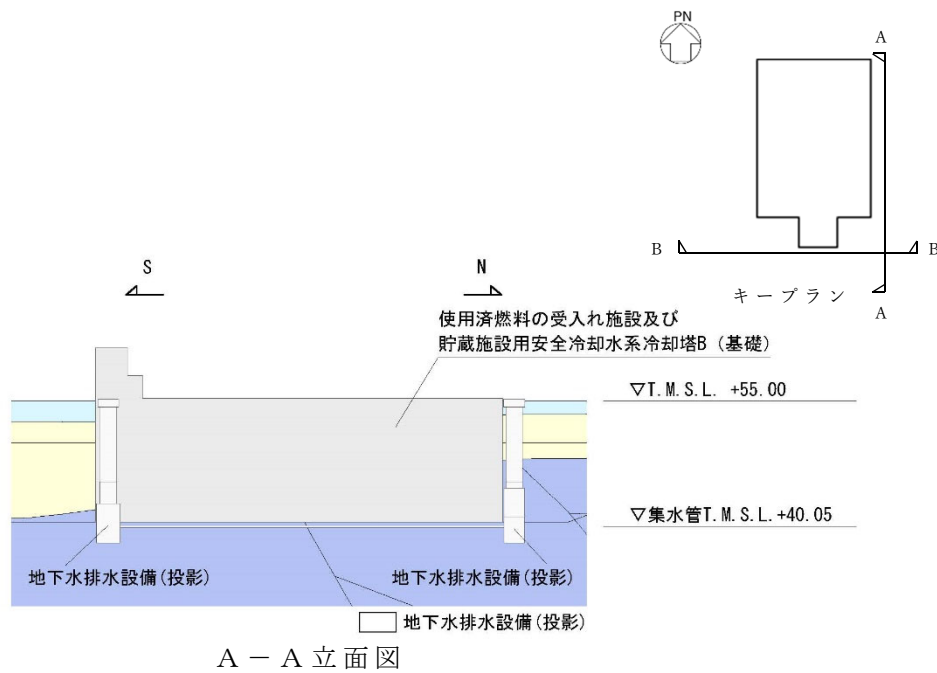 PN
A
B
B
キープラン
A
S
N
使用済燃料の受入れ施設及び
貯蔵施設用安全冷却水系冷却塔B（基礎）
▽T.M.S.L. +55.00
▽集水管T.M.S.L.+40.05
地下水排水設備(投影)
地下水排水設備(投影)
地下水排水設備(投影)
A－A立面図